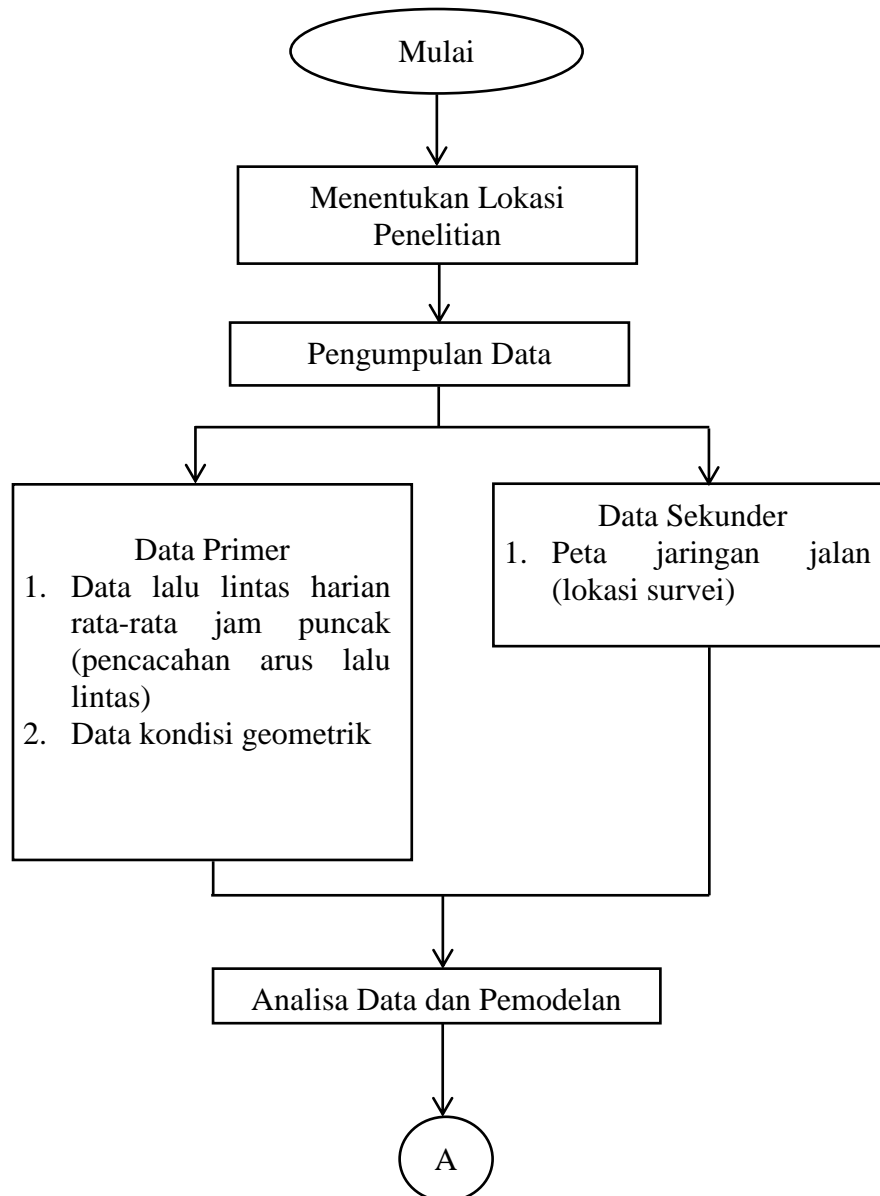 Mulai
Menentukan Lokasi
Penelitian
Pengumpulan Data
Data Primer
1. Data lalu lintas harian
rata-rata jam puncak
(pencacahan arus lalu
lintas)
2. Data kondisi geometrik
Data Sekunder
1. Peta jaringan jalan
(lokasi survei)
Analisa Data dan Pemodelan
A